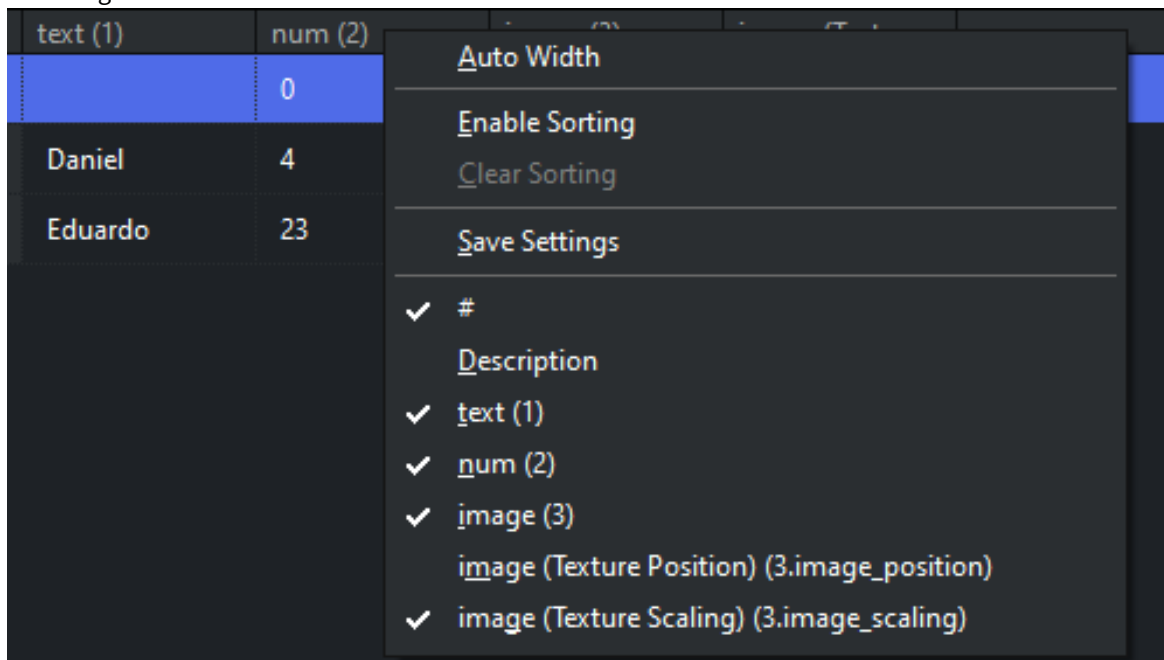 text (1)
num (2)
0
Daniel
4
Eduardo
23
Auto Width
Enable Sorting
Clear Sorting
Save Settings
#
Description
text (1)
num (2)
image (3)
image (Texture Position) (3.image_position)
image (Texture Scaling) (3.image_scaling)